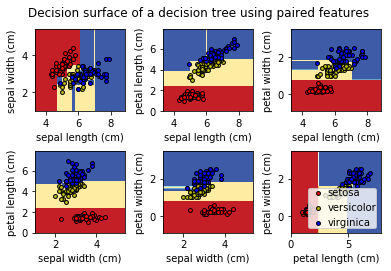 Decision surface of a decision tree using paired features
sepal width (cm)
4
2
4 6 8
sepal length (cm)
petal length (cm)
6
4
2
0
4 6 8
sepal length (cm)
petal width (cm)
2
0
4 6 8
sepal length (cm)
petal length (cm)
6
4
2
0
2 4
sepal width (cm)
petal width (cm)
2
0
2 4
sepal width (cm)
petal width (cm)
2
0
0 5
petal length (cm)
setosa
versicolor
virginica